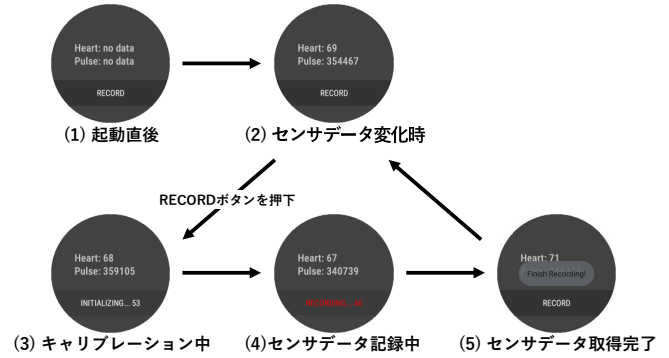 Heart: no data
Pulse: no data
RECORD
(1) 起動直後
Heart: 69
Pulse: 354467
RECORD
(2) センサデータ変化時
RECORDボタンを押下
Heart: 68
Pulse: 359105
INITIALIZING... 53
(3) キャリブレーション中
Heart: 67
Pulse: 340739
(4)センサデータ記録中
Heart: 71
Finish Recording!
RECORD
(5) センサデータ取得完了